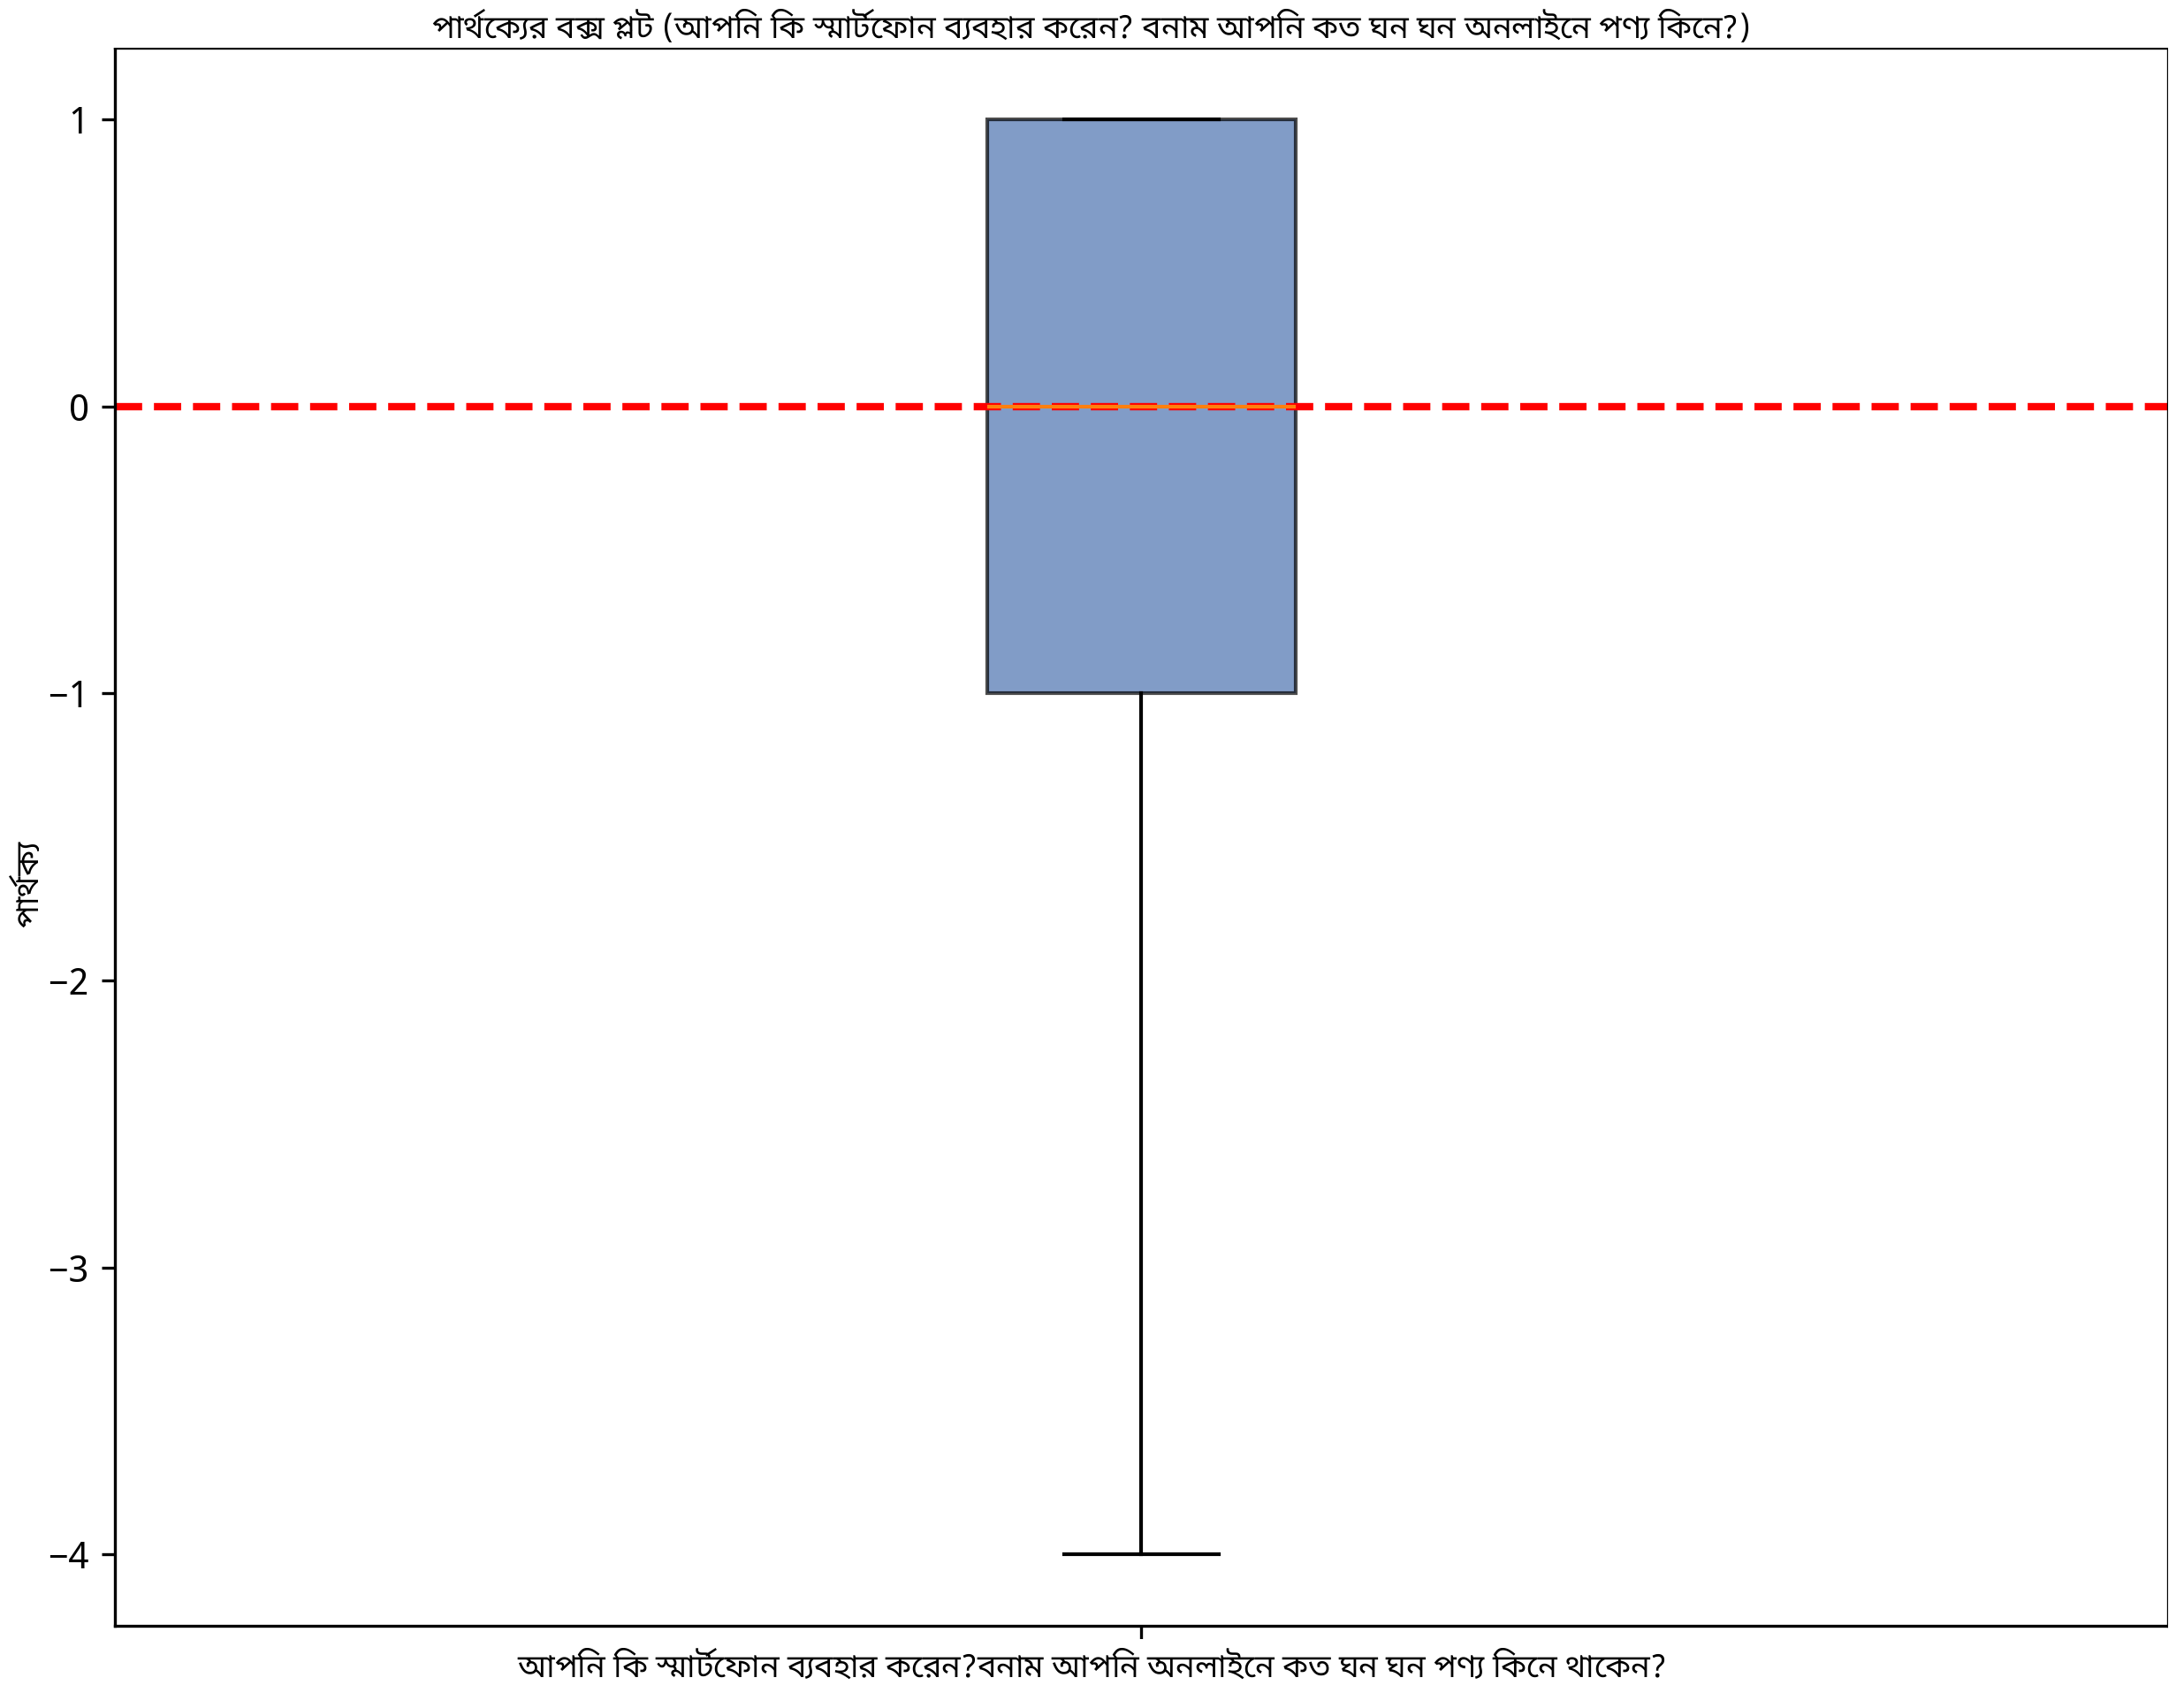 পার্থক্যের বক্স প্লট (আপনি কি স্মার্টফোন ব্যবহার করেন? বনাম আপনি কত ঘন ঘন অনলাইনে পণ্য কিনে?)
1
0
−1
−2
−3
−4
পার্থক্য
আপনি কি স্মার্টফোন ব্যবহার করেন?বনাম আপনি অনলাইনে কত ঘন ঘন পণ্য কিনে থাকেন?